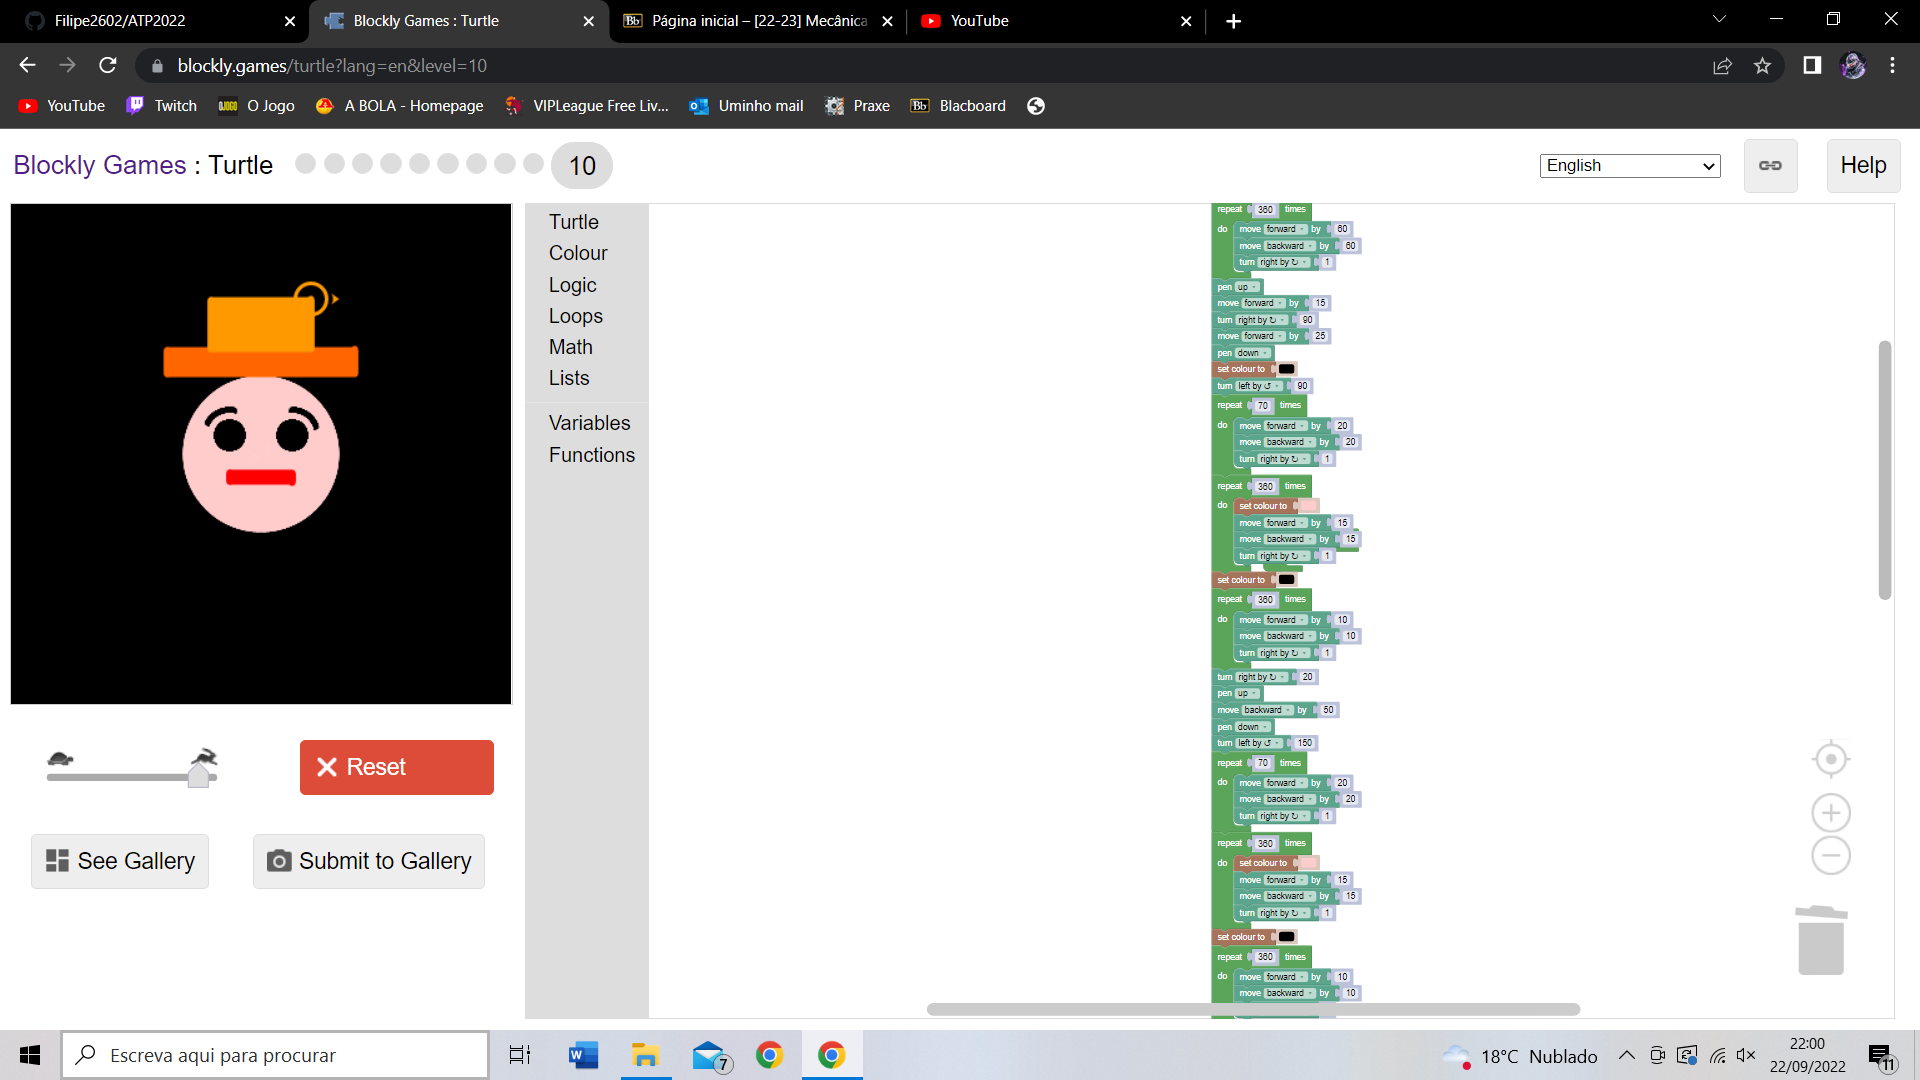 Filipe2602/ATP2022
Blockly Games : Turtle
Bb Página inicial – [22-23] Mecânica
YouTube
blockly.games/turtle?lang=en&level=10
YouTube
Twitch
OJOGO O Jogo
A BOLA - Homepage
VIPLeague Free Liv...
Uminho mail
Praxe
Bb Blacboard
Blockly Games : Turtle
10
English
Help
Turtle
Colour
Logic
Loops
Math
Lists
Variables
Functions
repeat 360 times
do move forward by 60
move backward by 60
turn right by ↻ 1
pen up
move forward by 15
turn right by ↻ 90
move forward by 25
pen down
set colour to
turn left by ↺ 90
repeat 70 times
do move forward by 20
move backward by 20
turn right by ↻ 1
repeat 360 times
do set colour to
move forward by 15
move backward by 15
turn right by ↻ 1
set colour to
repeat 360 times
do move forward by 10
move backward by 10
turn right by ↻ 1
turn right by ↻ 20
pen up
move backward by 50
pen down
turn left by ↺ 150
repeat 70 times
do move forward by 20
move backward by 20
turn right by ↻ 1
repeat 360 times
do set colour to
move forward by 15
move backward by 15
turn right by ↻ 1
set colour to
repeat 360 times
do move forward by 10
move backward by 10
Reset
See Gallery
Submit to Gallery
Escreva aqui para procurar
W
7
18°C Nublado
22:00
22/09/2022
11